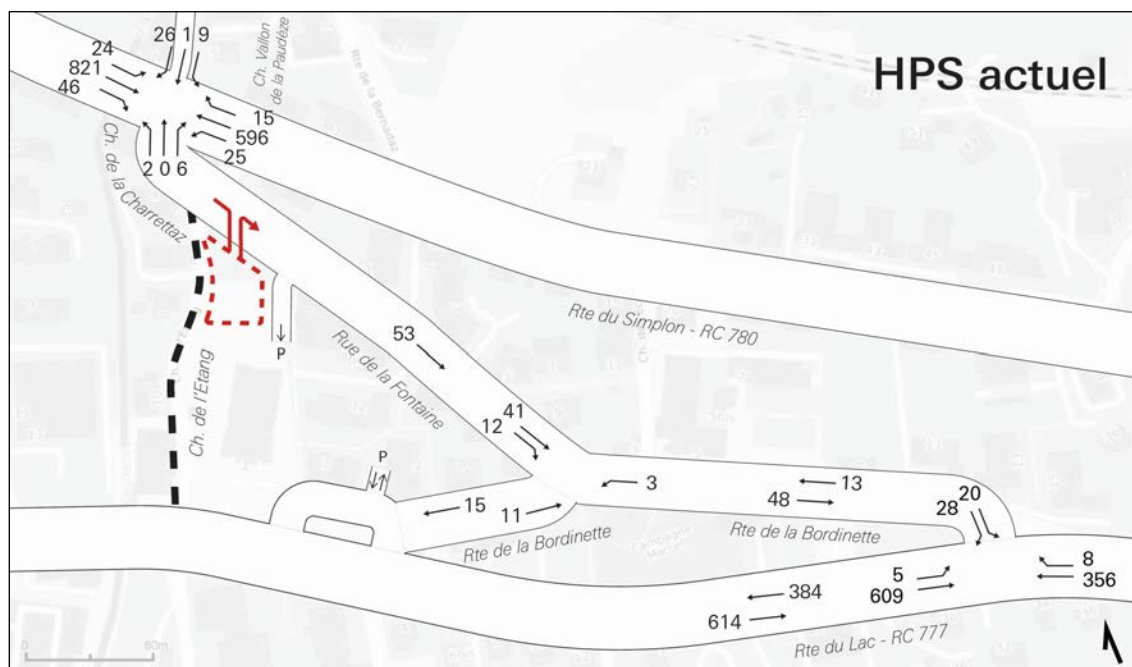 HPS actuel
26 1 9
24
821
46
Ch. Vallon
de la Paudèze
Rte de la Bernadaz
15
596
25
2 0 6
Ch. de la Charrettaz
Rte du Simplon - RC 780
P
53
Rue de la Fontaine
Ch. de l'Etang
41
12
P
3
13
48
20
28
15
11
Rte de la Bordinette
Rte de la Bordinette
5
609
8
356
384
614
Rte du Lac - RC 777
0 60m